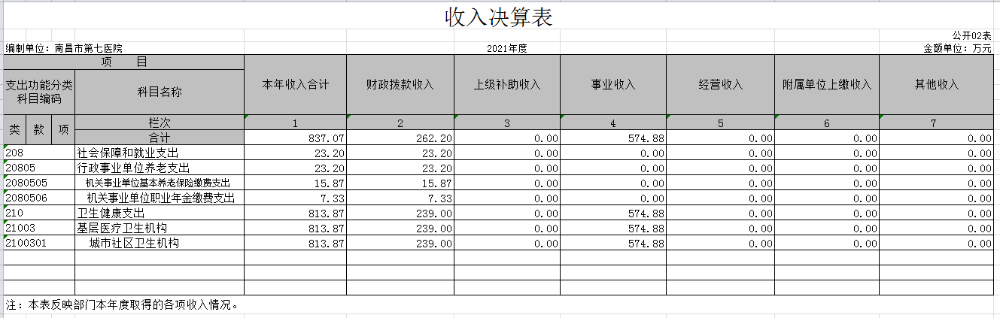 收入决算表
公开02表
编制单位：南昌市第七医院 2021年度 金额单位：万元
项 目 本年收入合计 财政拨款收入 上级补助收入 事业收入 经营收入 附属单位上缴收入 其他收入
支出功能分类科目编码 科目名称
类 款 项 栏次 1 2 3 4 5 6 7
合计 837.07 262.20 0.00 574.88 0.00 0.00 0.00
208 社会保障和就业支出 23.20 23.20 0.00 0.00 0.00 0.00 0.00
20805 行政事业单位养老支出 23.20 23.20 0.00 0.00 0.00 0.00 0.00
2080505 机关事业单位基本养老保险缴费支出 15.87 15.87 0.00 0.00 0.00 0.00 0.00
2080506 机关事业单位职业年金缴费支出 7.33 7.33 0.00 0.00 0.00 0.00 0.00
210 卫生健康支出 813.87 239.00 0.00 574.88 0.00 0.00 0.00
21003 基层医疗卫生机构 813.87 239.00 0.00 574.88 0.00 0.00 0.00
2100301 城市社区卫生机构 813.87 239.00 0.00 574.88 0.00 0.00 0.00
注：本表反映部门本年度取得的各项收入情况。